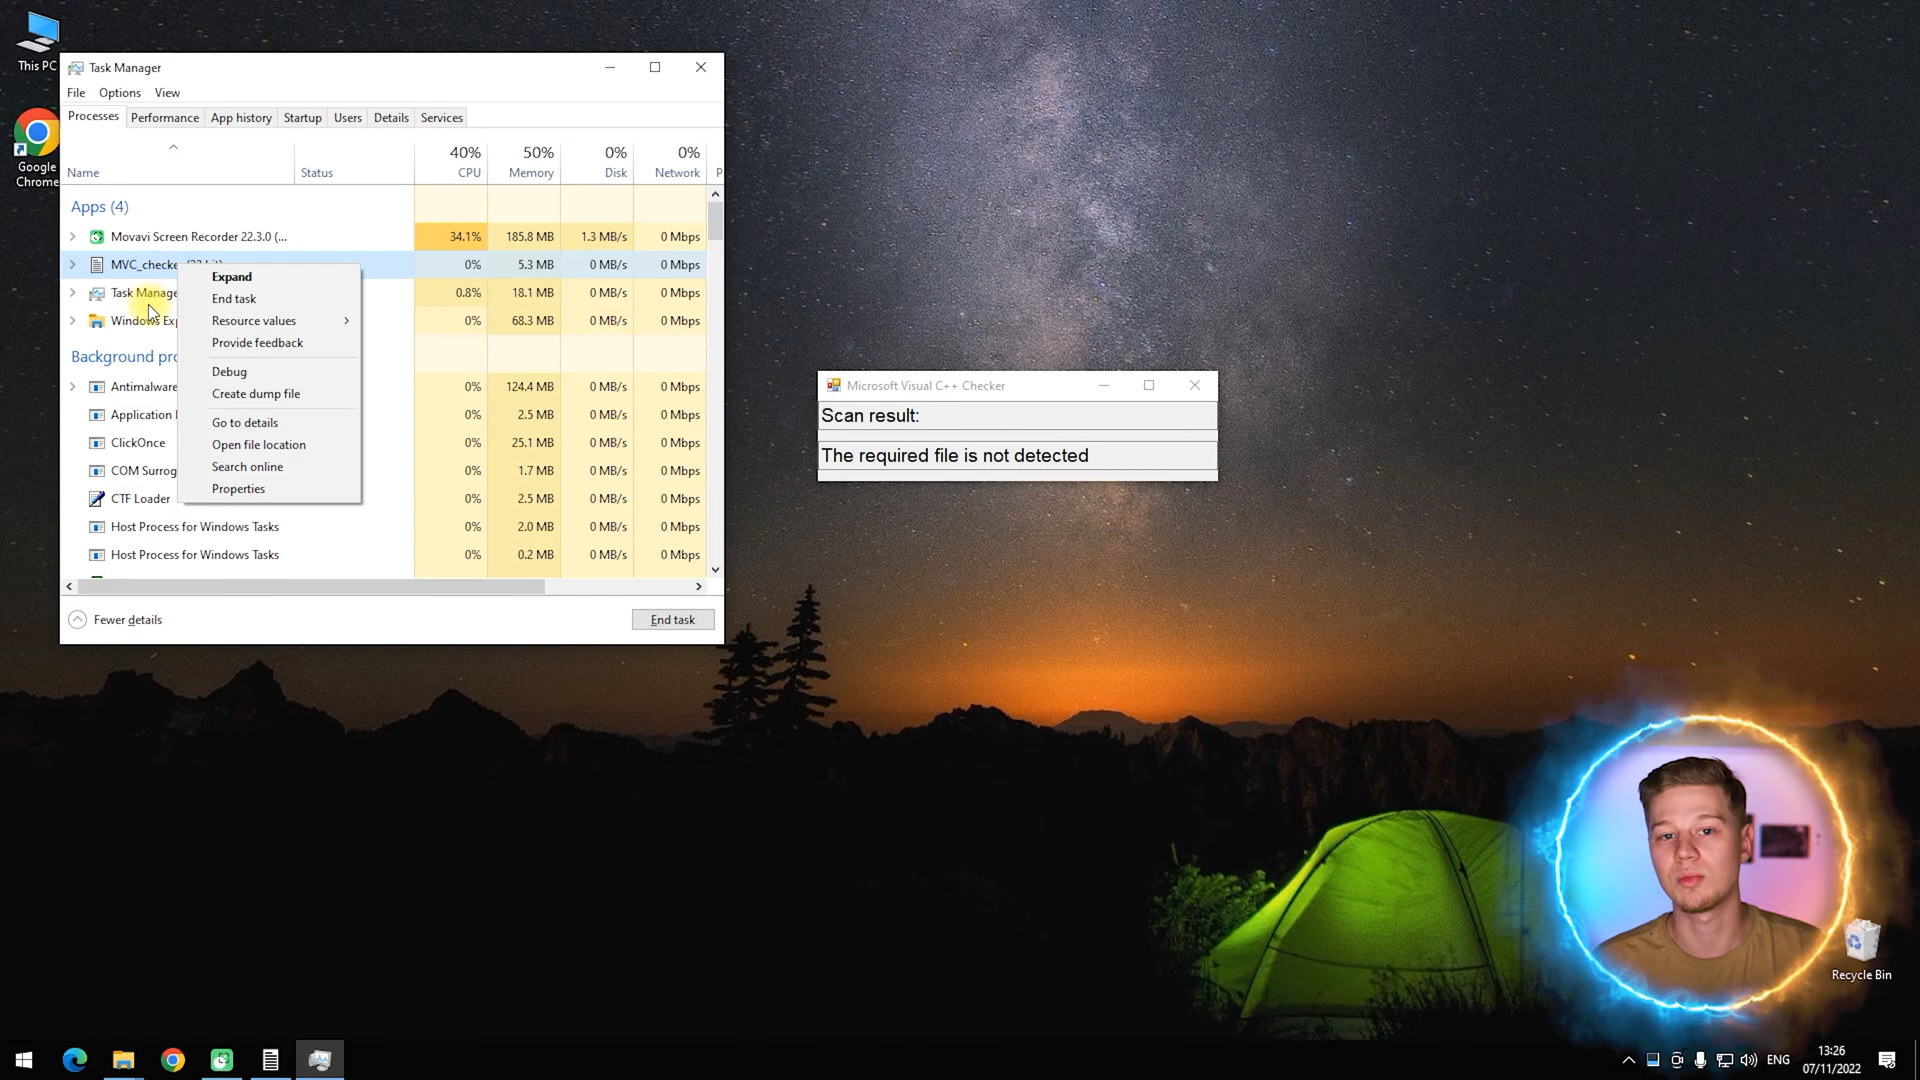 This PC
Google
Chrome
Task Manager
File Options View
Processes Performance App history Startup Users Details Services
40% 50% 0% 0%
Name Status CPU Memory Disk Network P
Apps (4)
Movavi Screen Recorder 22.3.0 (... 34.1% 185.8 MB 1.3 MB/s 0 Mbps
MVC_checke 0% 5.3 MB 0 MB/s 0 Mbps
Task Manage 0.8% 18.1 MB 0 MB/s 0 Mbps
Windows Exp 0% 68.3 MB 0 MB/s 0 Mbps
Background pro
Antimalware 0% 124.4 MB 0 MB/s 0 Mbps
Application 0% 2.5 MB 0 MB/s 0 Mbps
ClickOnce 0% 25.1 MB 0 MB/s 0 Mbps
COM Surrog 0% 1.7 MB 0 MB/s 0 Mbps
CTF Loader 0% 2.5 MB 0 MB/s 0 Mbps
Host Process for Windows Tasks 0% 2.0 MB 0 MB/s 0 Mbps
Host Process for Windows Tasks 0% 0.2 MB 0 MB/s 0 Mbps
Fewer details End task
Expand
End task
Resource values
Provide feedback
Debug
Create dump file
Go to details
Open file location
Search online
Properties
Microsoft Visual C++ Checker
Scan result:
The required file is not detected
Recycle Bin
ENG
13:26
07/11/2022